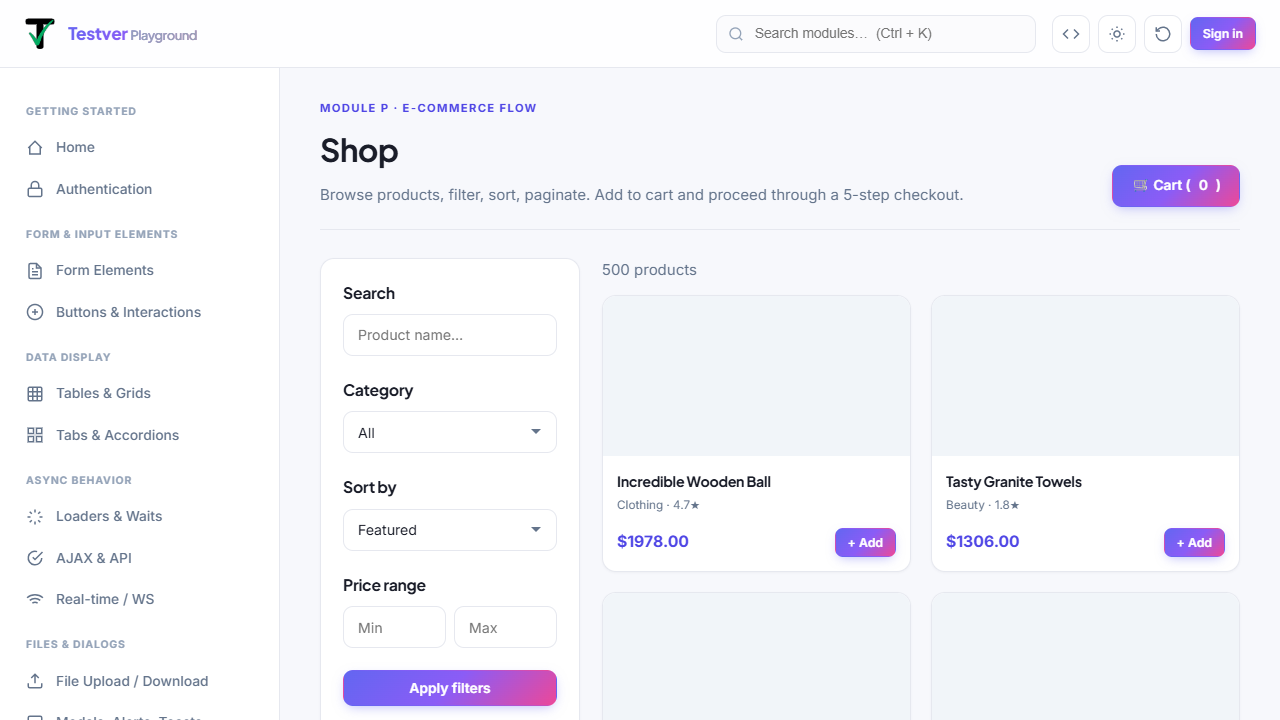 Testver Playground
Search modules... (Ctrl + K)
Sign in
GETTING STARTED
Home
Authentication
FORM & INPUT ELEMENTS
Form Elements
Buttons & Interactions
DATA DISPLAY
Tables & Grids
Tabs & Accordions
ASYNC BEHAVIOR
Loaders & Waits
AJAX & API
Real-time / WS
FILES & DIALOGS
File Upload / Download
Modals, Alerts, Toasts
MODULE P · E-COMMERCE FLOW
Shop
Browse products, filter, sort, paginate. Add to cart and proceed through a 5-step checkout.
Cart ( 0 )
Search
Product name...
Category
All
Sort by
Featured
Price range
Min
Max
Apply filters
500 products
Incredible Wooden Ball
Clothing · 4.7★
$1978.00
+ Add
Tasty Granite Towels
Beauty · 1.8★
$1306.00
+ Add